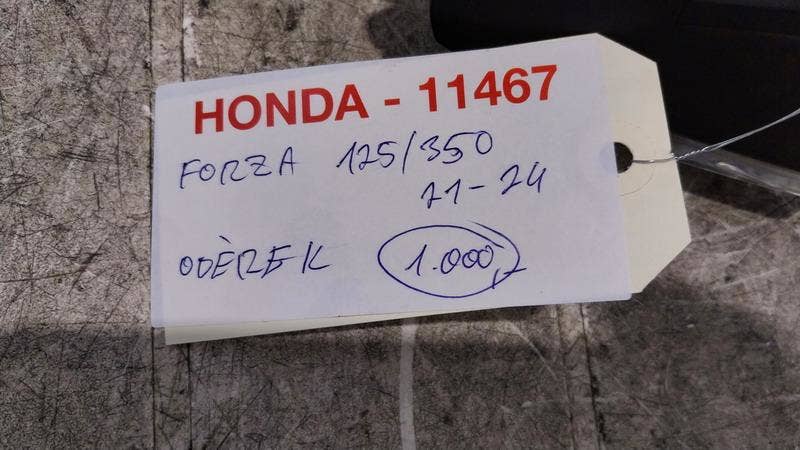 HONDA - 11467
FORZA 125/350
21-24
ODĚREK 1.000,-